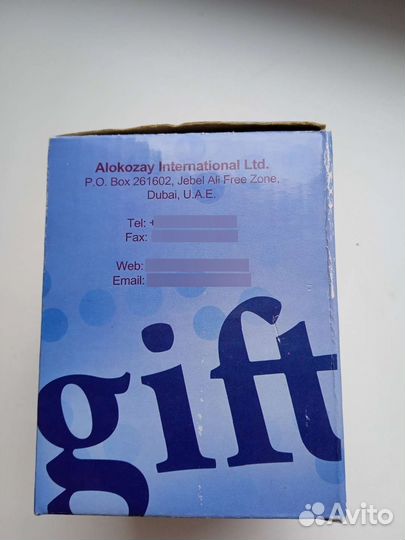 Alokozay International Ltd.
P.O. Box 261602, Jebel Ali Free Zone,
Dubai, U.A.E.
Tel: +
Fax:
Web:
Email:
gift
Avito